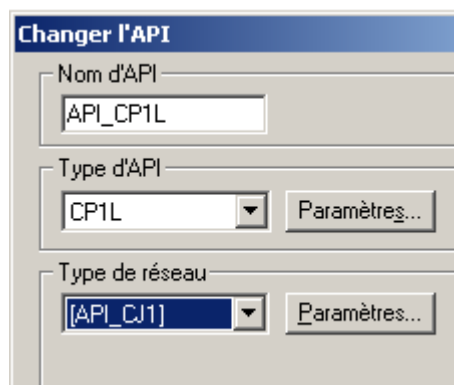 Changer l'API
Nom d'API
API_CP1L
Type d'API
CP1L
Paramètres...
Type de réseau
[API_CJ1]
Paramètres...